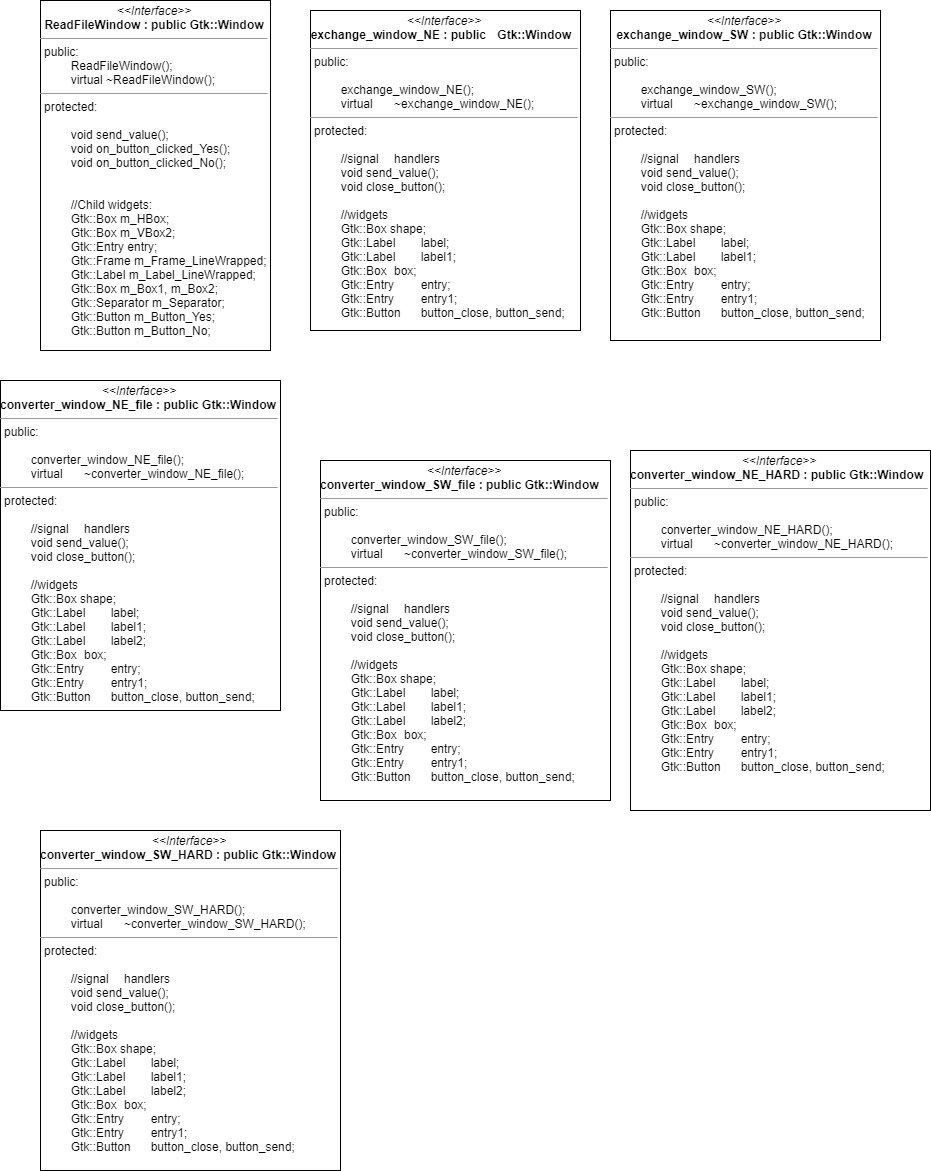 <<Interface>>
ReadFileWindow : public Gtk::Window
public:
ReadFileWindow();
virtual ~ReadFileWindow();
protected:
void send_value();
void on_button_clicked_Yes();
void on_button_clicked_No();
//Child widgets:
Gtk::Box m_HBox;
Gtk::Box m_VBox2;
Gtk::Entry entry;
Gtk::Frame m_Frame_LineWrapped;
Gtk::Label m_Label_LineWrapped;
Gtk::Box m_Box1, m_Box2;
Gtk::Separator m_Separator;
Gtk::Button m_Button_Yes;
Gtk::Button m_Button_No;
<<Interface>>
exchange_window_NE : public Gtk::Window
public:
exchange_window_NE();
virtual ~exchange_window_NE();
protected:
//signal handlers
void send_value();
void close_button();
//widgets
Gtk::Box shape;
Gtk::Label label;
Gtk::Label label1;
Gtk::Box box;
Gtk::Entry entry;
Gtk::Entry entry1;
Gtk::Button button_close, button_send;
<<Interface>>
exchange_window_SW : public Gtk::Window
public:
exchange_window_SW();
virtual ~exchange_window_SW();
protected:
//signal handlers
void send_value();
void close_button();
//widgets
Gtk::Box shape;
Gtk::Label label;
Gtk::Label label1;
Gtk::Box box;
Gtk::Entry entry;
Gtk::Entry entry1;
Gtk::Button button_close, button_send;
<<Interface>>
converter_window_NE_file : public Gtk::Window
public:
converter_window_NE_file();
virtual ~converter_window_NE_file();
protected:
//signal handlers
void send_value();
void close_button();
//widgets
Gtk::Box shape;
Gtk::Label label;
Gtk::Label label1;
Gtk::Label label2;
Gtk::Box box;
Gtk::Entry entry;
Gtk::Entry entry1;
Gtk::Button button_close, button_send;
<<Interface>>
converter_window_SW_file : public Gtk::Window
public:
converter_window_SW_file();
virtual ~converter_window_SW_file();
protected:
//signal handlers
void send_value();
void close_button();
//widgets
Gtk::Box shape;
Gtk::Label label;
Gtk::Label label1;
Gtk::Label label2;
Gtk::Box box;
Gtk::Entry entry;
Gtk::Entry entry1;
Gtk::Button button_close, button_send;
<<Interface>>
converter_window_NE_HARD : public Gtk::Window
public:
converter_window_NE_HARD();
virtual ~converter_window_NE_HARD();
protected:
//signal handlers
void send_value();
void close_button();
//widgets
Gtk::Box shape;
Gtk::Label label;
Gtk::Label label1;
Gtk::Label label2;
Gtk::Box box;
Gtk::Entry entry;
Gtk::Entry entry1;
Gtk::Button button_close, button_send;
<<Interface>>
converter_window_SW_HARD : public Gtk::Window
public:
converter_window_SW_HARD();
virtual ~converter_window_SW_HARD();
protected:
//signal handlers
void send_value();
void close_button();
//widgets
Gtk::Box shape;
Gtk::Label label;
Gtk::Label label1;
Gtk::Label label2;
Gtk::Box box;
Gtk::Entry entry;
Gtk::Entry entry1;
Gtk::Button button_close, button_send;